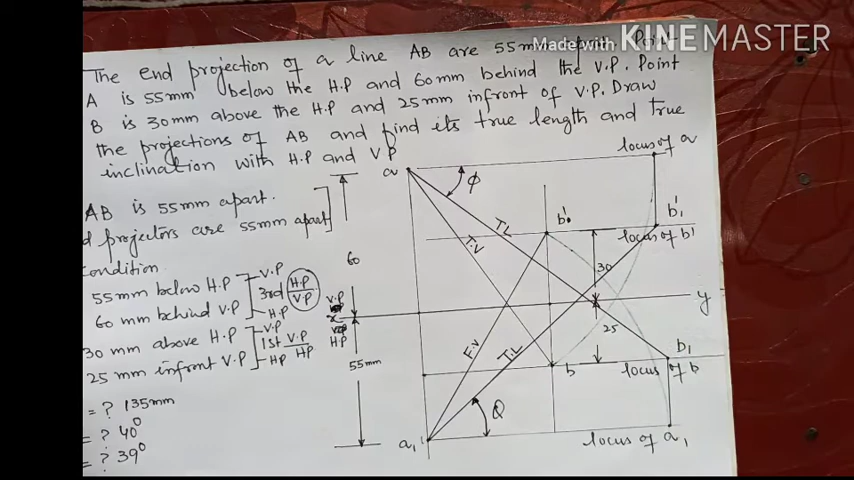 Made with KINEMASTER
The end projection of a line AB are 55mm
A is 55mm below the H.P and 60mm behind the V.P. Point
B is 30mm above the H.P and 25mm infront of V.P. Draw
the projections of AB and find its true length and true
inclination with H.P and VP
AB is 55mm apart.
d projectors are 55mm apart
Condition
55mm below H.P
60 mm behind V.P
V.P
3rd H.P
V.P
H.P
30 mm above H.P
25 mm infront V.P
V.P
1st V.P
HP
HP
= ? 135mm
= ? 40°
= ? 39°
a
Φ
locus of a
b'
b'1
locus of b'
T.L
T.V
60
30
V.P
H.P
x
V.P
H.P
y
25
55mm
F.V
T.L
b
b1
locus of b
Q
a1'
locus of a1